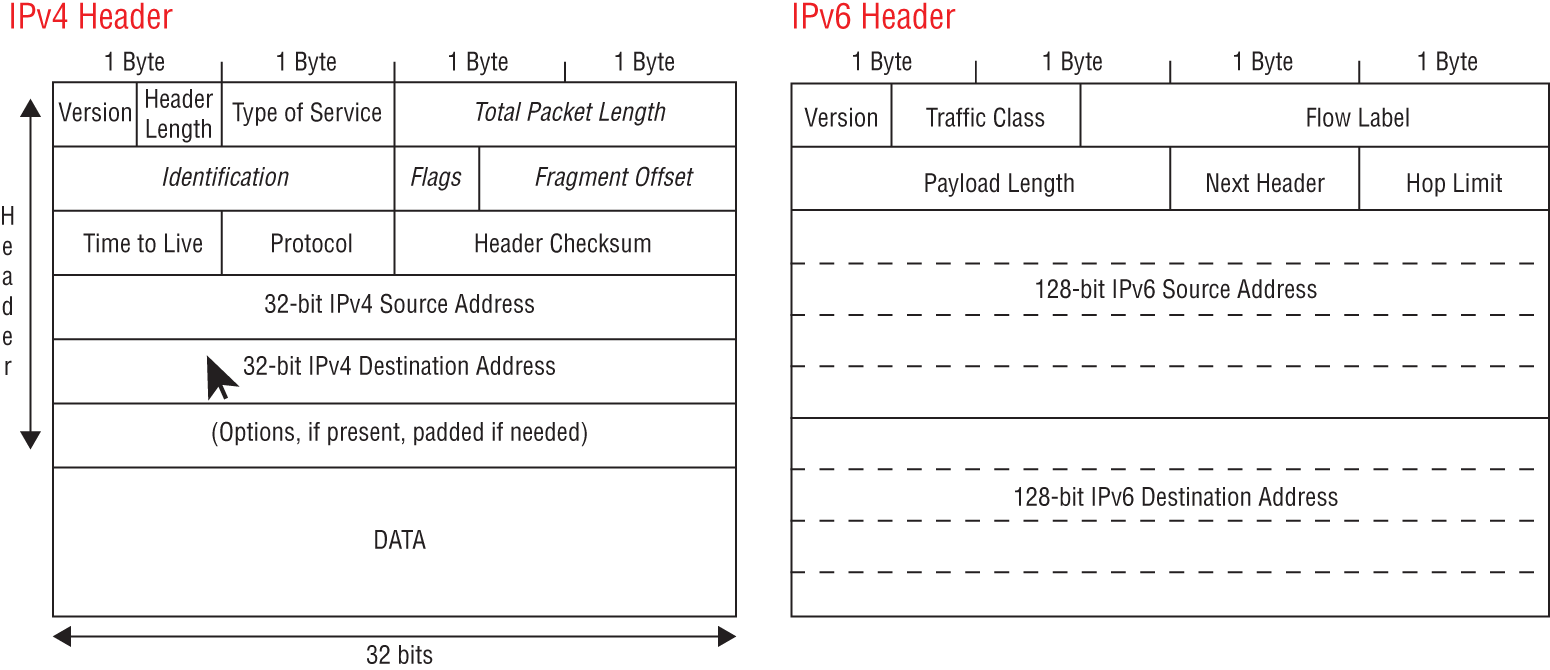 IPv4 Header
1 Byte 1 Byte 1 Byte 1 Byte
Version Header Length Type of Service Total Packet Length
Identification Flags Fragment Offset
Time to Live Protocol Header Checksum
32-bit IPv4 Source Address
32-bit IPv4 Destination Address
(Options, if present, padded if needed)
DATA
32 bits
Header
IPv6 Header
1 Byte 1 Byte 1 Byte 1 Byte
Version Traffic Class Flow Label
Payload Length Next Header Hop Limit
128-bit IPv6 Source Address
128-bit IPv6 Destination Address